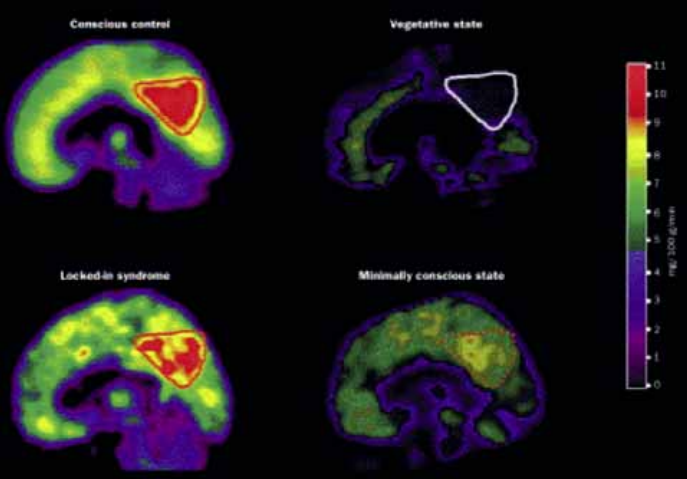 Conscious control
Vegetative state
11
10
9
8
7
6
5
4
3
2
1
0
mg/100 g/min
Locked-in syndrome
Minimally conscious state